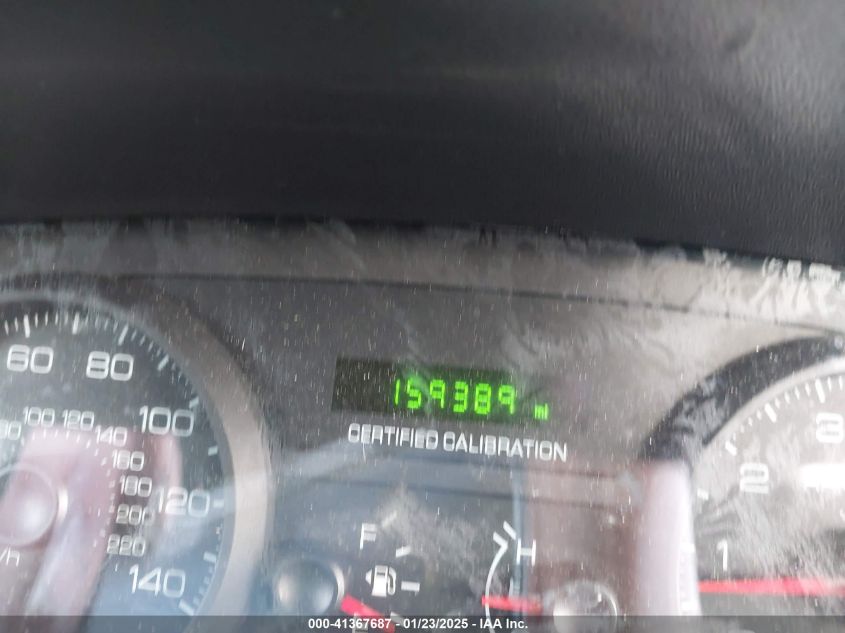 159389 mi
CERTIFIED CALIBRATION
60 80 100 120 140
100 120 140 160 180 200 220
F
H
1 2 3
000-41367687 - 01/23/2025 - IAA Inc.